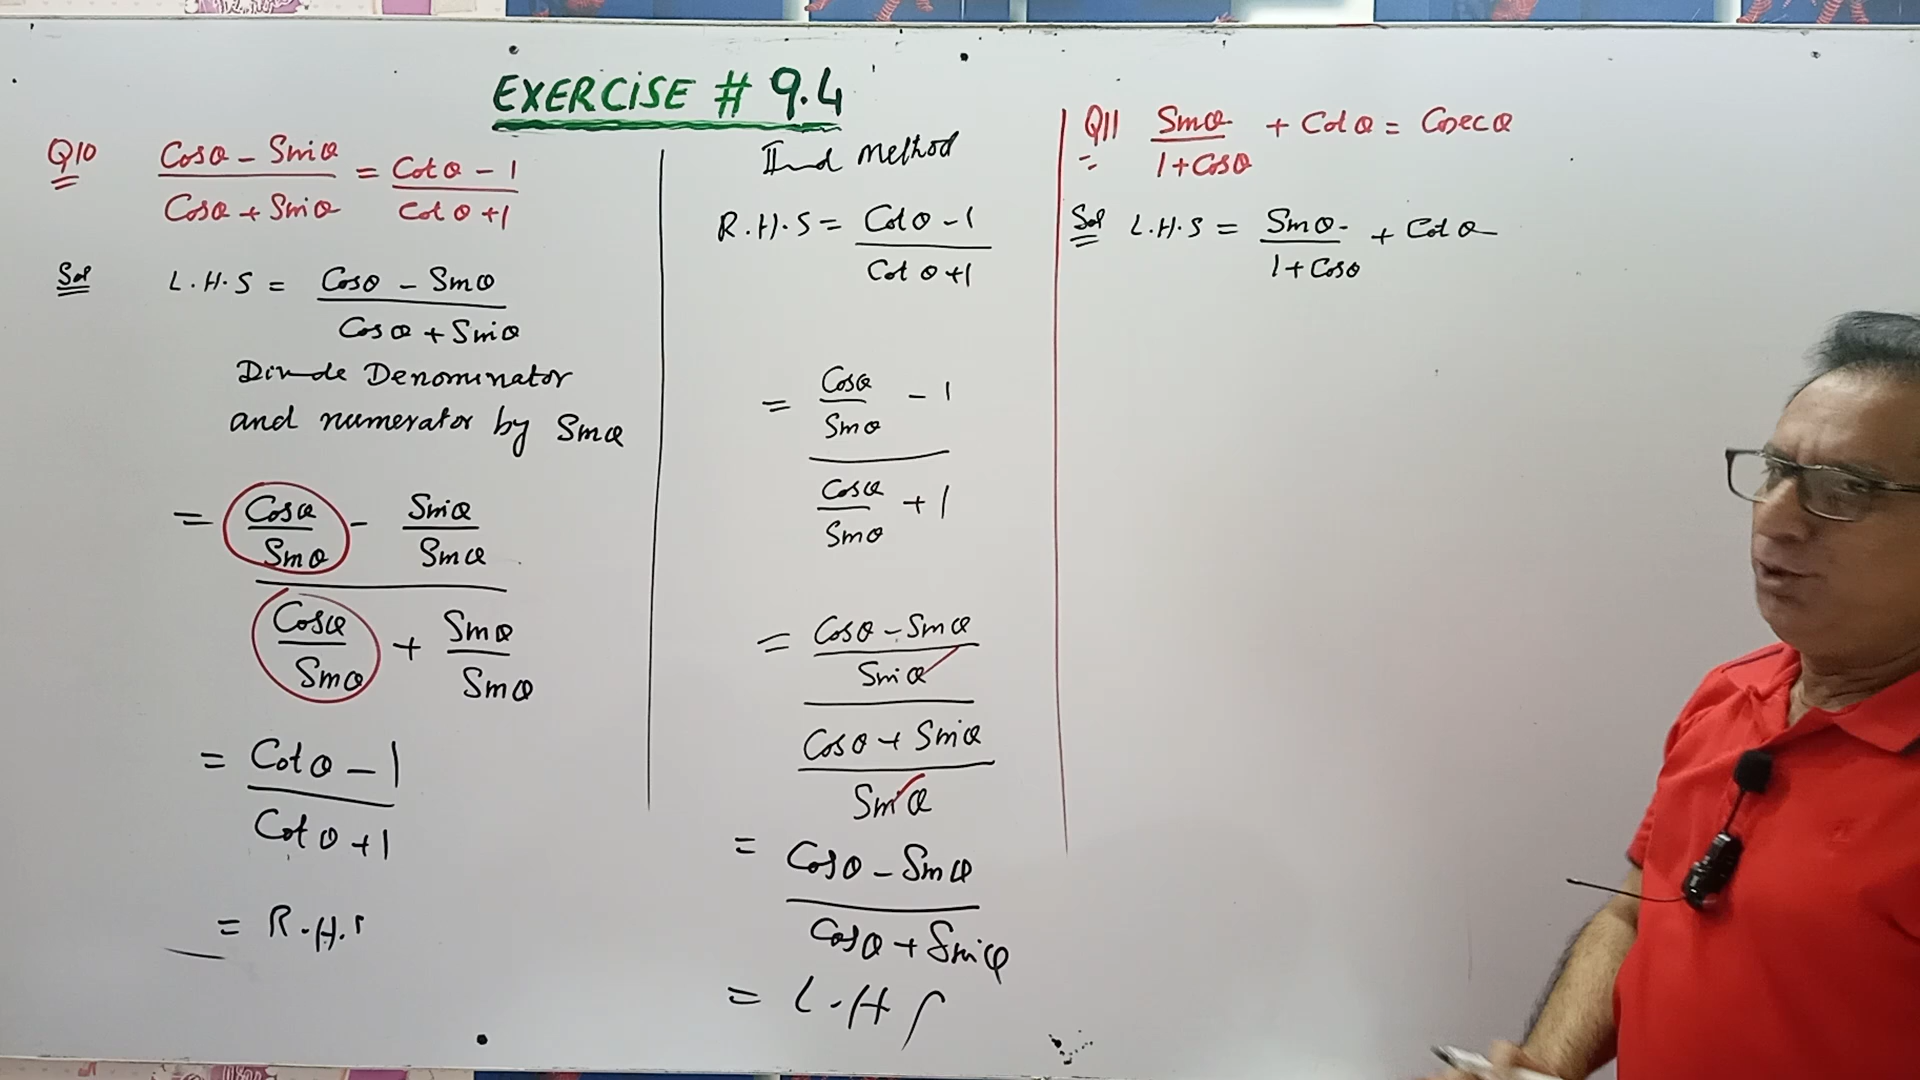 EXERCISE # 9.4
Q10 Cosθ - Sinθ / Cosθ + Sinθ = Cotθ - 1 / Cotθ + 1
Sol L.H.S = Cosθ - Sinθ / Cosθ + Sinθ
Divide Denominator
and numerator by Sinθ
= Cosθ/Sinθ - Sinθ/Sinθ
Cosθ/Sinθ + Sinθ/Sinθ
= Cotθ - 1
Cotθ + 1
= R.H.S
IInd Method
R.H.S = Cotθ - 1
Cotθ + 1
= Cosθ/Sinθ - 1
Cosθ/Sinθ + 1
= Cosθ - Sinθ
Sinθ
Cosθ + Sinθ
Sinθ
= Cosθ - Sinθ
Cosθ + Sinθ
= L.H.S
Q11 Sinθ / 1 + Cosθ + Cotθ = Cosecθ
Sol L.H.S = Sinθ / 1 + Cosθ + Cotθ